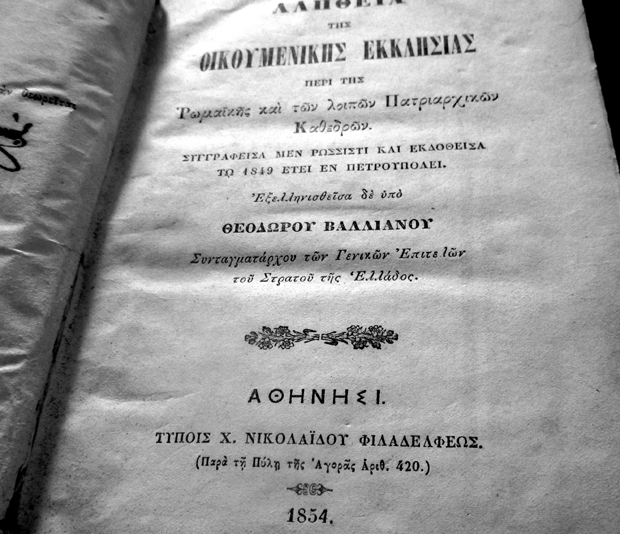 ΑΛΗΘΕΙΑ
ΤΗΣ
ΟΙΚΟΥΜΕΝΙΚΗΣ ΕΚΚΛΗΣΙΑΣ
ΠΕΡΙ ΤΗΣ
Ῥωμαϊκῆς καὶ τῶν λοιπῶν Πατριαρχικῶν
Καθεδρῶν.
ΣΥΓΓΡΑΦΕΙΣΑ ΜΕΝ ΡΩΣΣΙΣΤΙ ΚΑΙ ΕΚΔΟΘΕΙΣΑ
ΤΩ 1849 ΕΤΕΙ ΕΝ ΠΕΤΡΟΥΠΟΛΕΙ.
Ἐξελληνισθεῖσα δὲ ὑπὸ
ΘΕΟΔΩΡΟΥ ΒΑΛΛΙΑΝΟΥ
Συνταγματάρχου τῶν Γενικῶν Ἐπιτελῶν
τοῦ Στρατοῦ τῆς Ἑλλάδος.
ΑΘΗΝΗΣΙ.
ΤΥΠΟΙΣ Χ. ΝΙΚΟΛΑΪΔΟΥ ΦΙΛΑΔΕΛΦΕΩΣ.
(Παρὰ τῇ Πύλῃ τῆς Ἀγορᾶς Ἀριθ. 420.)
1854.